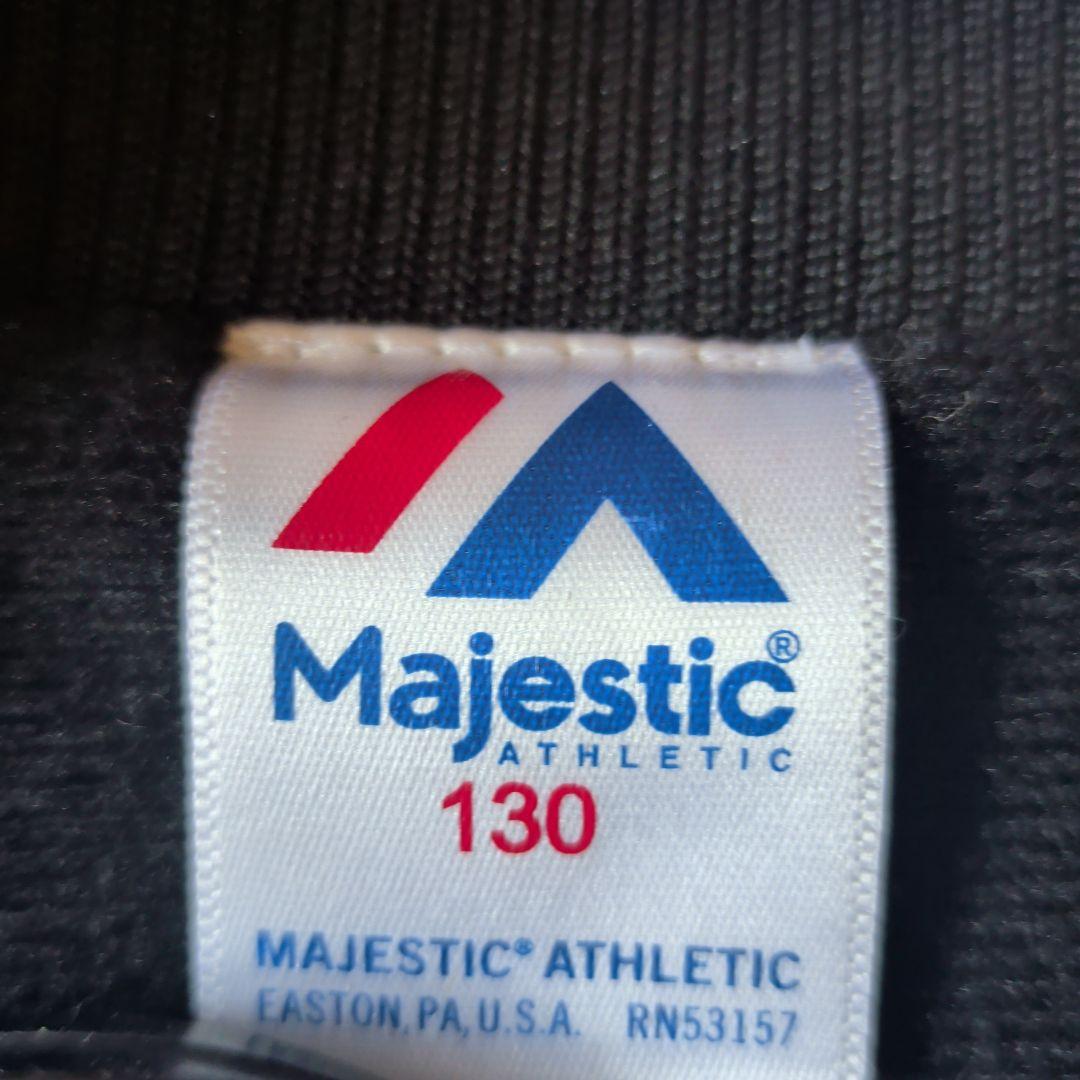 Majestic®
ATHLETIC
130
MAJESTIC® ATHLETIC
EASTON, PA, U.S.A. RN53157